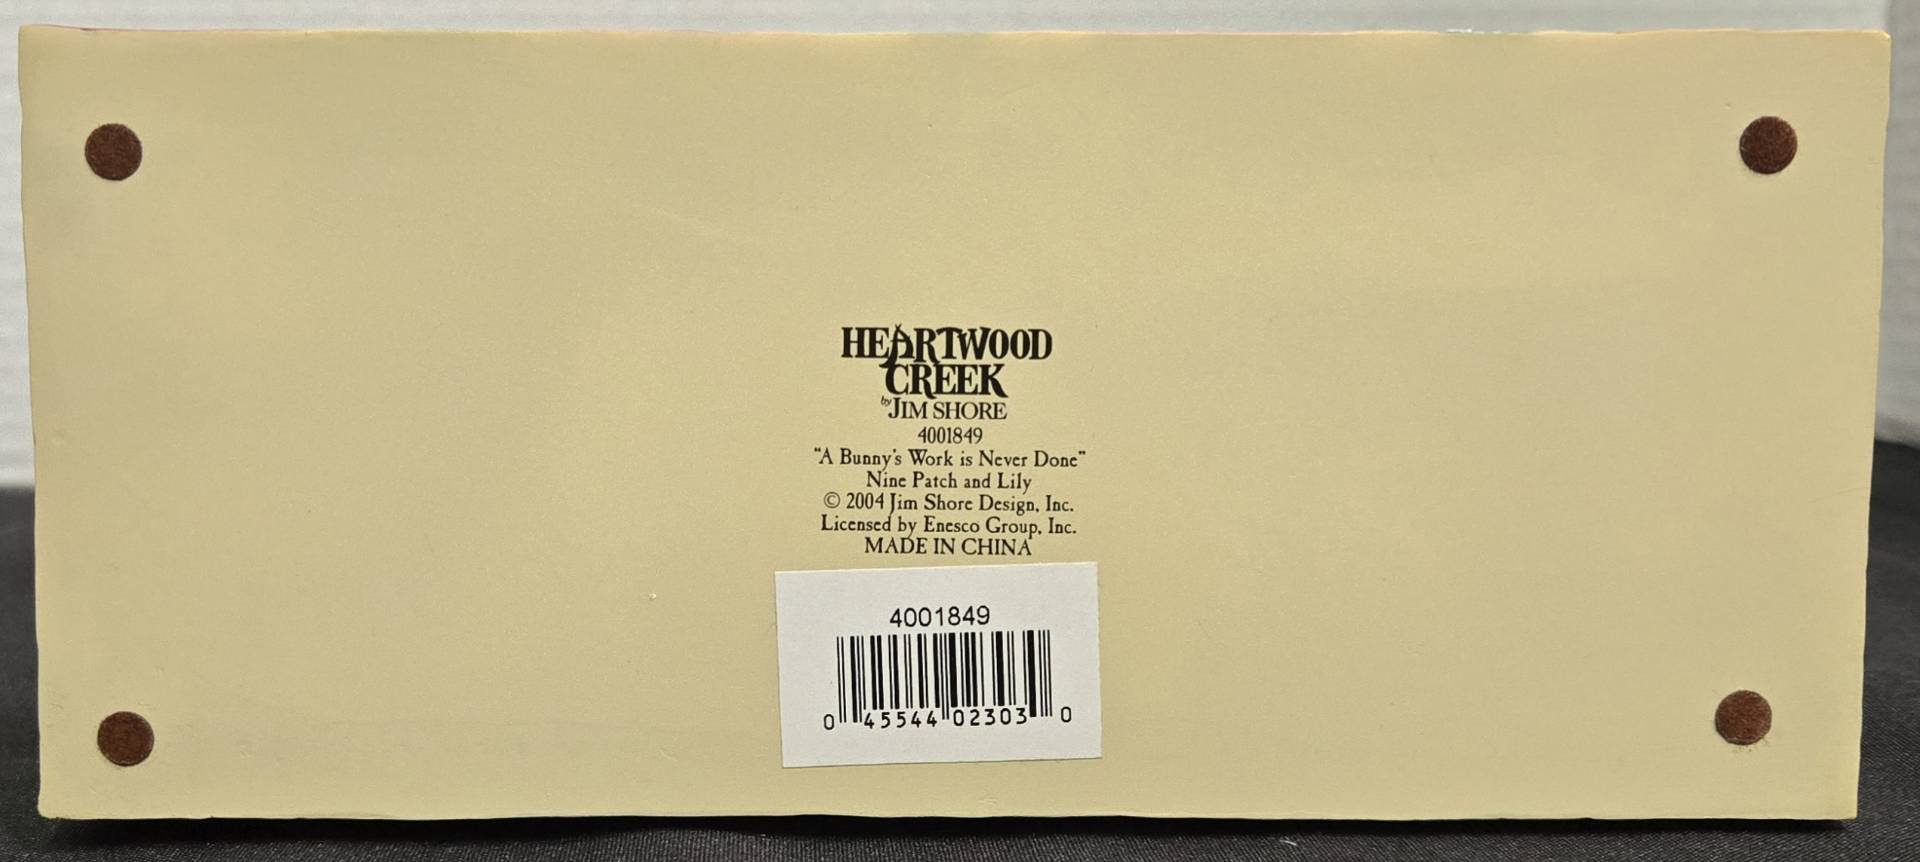 HEARTWOOD
CREEK
by JIM SHORE
4001849
"A Bunny's Work is Never Done"
Nine Patch and Lily
© 2004 Jim Shore Design, Inc.
Licensed by Enesco Group, Inc.
MADE IN CHINA
4001849
0 45544 02303 0